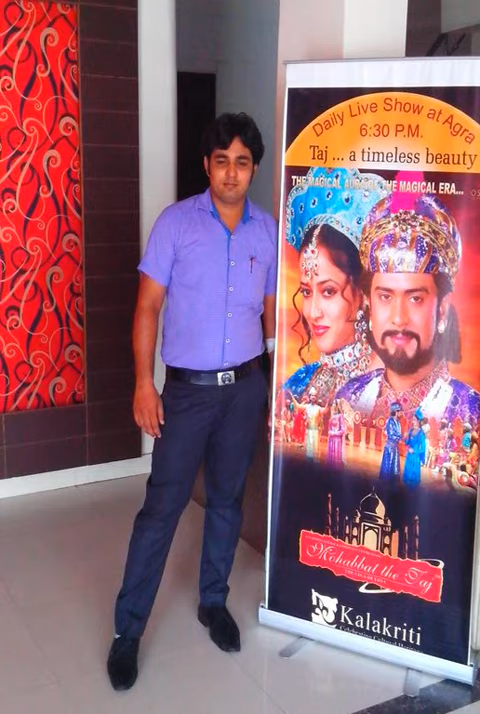 Daily Live Show at Agra
6:30 P.M.
Taj ... a timeless beauty
THE MAGICAL AURA OF THE MAGICAL ERA...
Mohabbat the Taj
Kalakriti